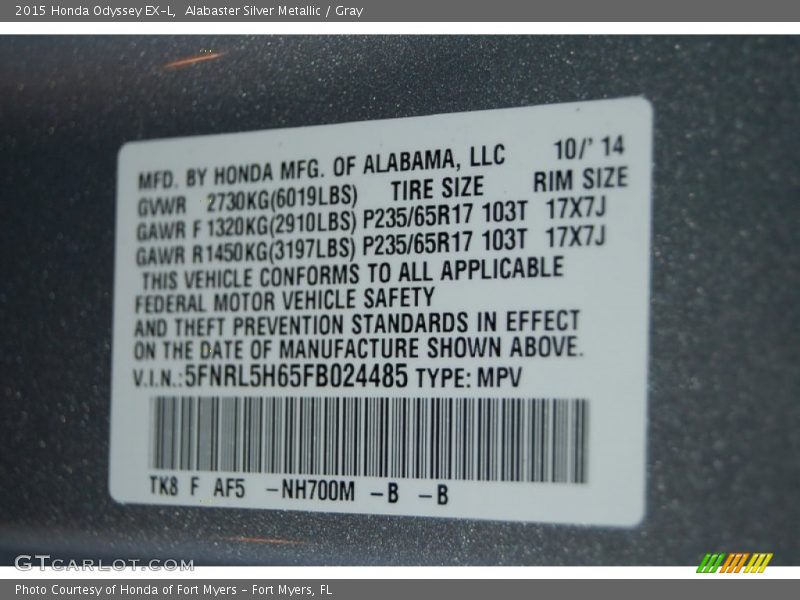 2015 Honda Odyssey EX-L,  Alabaster Silver Metallic / Gray
MFD. BY HONDA MFG. OF ALABAMA, LLC 10/' 14
GVWR 2730KG(6019LBS) TIRE SIZE RIM SIZE
GAWR F 1320KG(2910LBS) P235/65R17 103T 17X7J
GAWR R1450KG(3197LBS) P235/65R17 103T 17X7J
THIS VEHICLE CONFORMS TO ALL APPLICABLE
FEDERAL MOTOR VEHICLE SAFETY
AND THEFT PREVENTION STANDARDS IN EFFECT
ON THE DATE OF MANUFACTURE SHOWN ABOVE.
V.I.N.:5FNRL5H65FB024485 TYPE: MPV
TK8 F AF5 -NH700M -B -B
GTCARLOT.COM
Photo Courtesy of Honda of Fort Myers - Fort Myers, FL